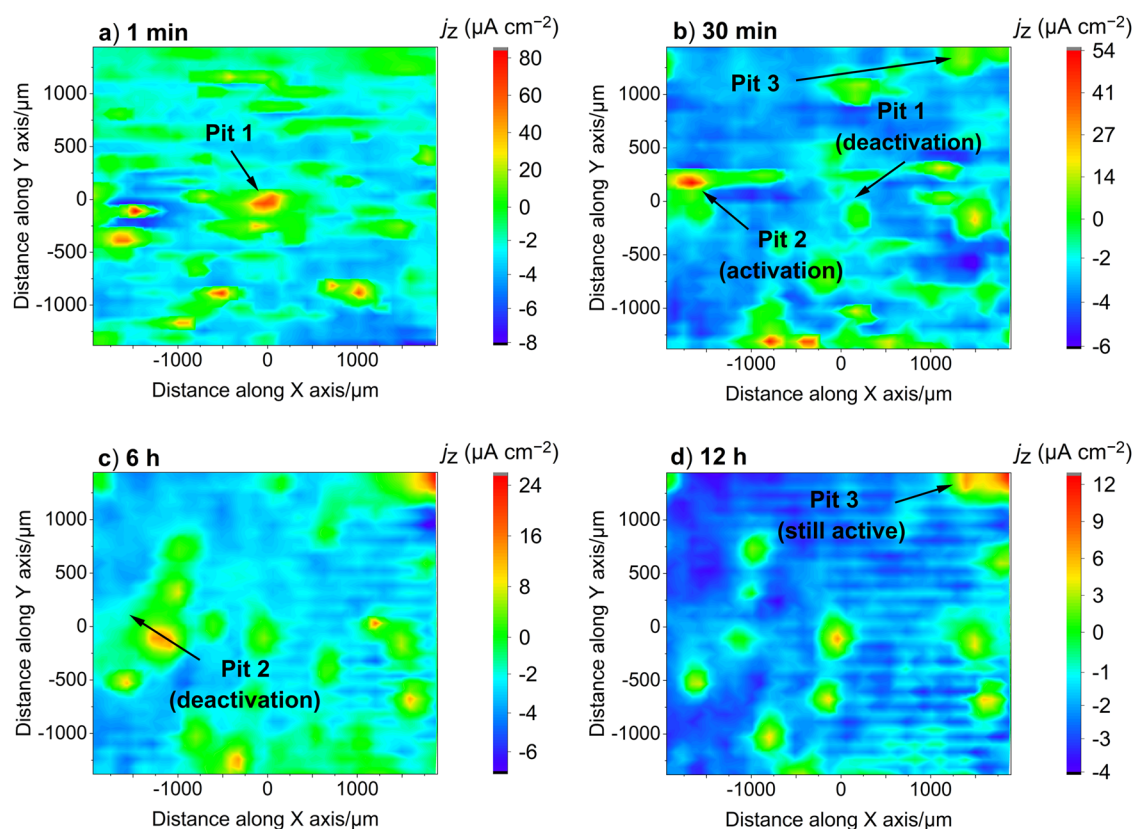 a) 1 min
jz (µA cm−2)
80
60
40
20
0
-2
-4
-6
-8
Distance along Y axis/µm
1000
500
0
-500
-1000
Pit 1
-1000
0
1000
Distance along X axis/µm
b) 30 min
jz (µA cm−2)
54
41
27
14
0
-2
-4
-6
Distance along Y axis/µm
1000
500
0
-500
-1000
Pit 3
Pit 1
(deactivation)
Pit 2
(activation)
-1000
0
1000
Distance along X axis/µm
c) 6 h
jz (µA cm−2)
24
18
12
6
0
-2
-4
-6
Distance along Y axis/µm
1000
500
0
-500
-1000
Pit 2
(deactivation)
-1000
0
1000
Distance along X axis/µm
d) 12 h
jz (µA cm−2)
12
9
6
3
0
-1
-2
-3
-4
Distance along Y axis/µm
1000
500
0
-500
-1000
Pit 3
(still active)
-1000
0
1000
Distance along X axis/µm